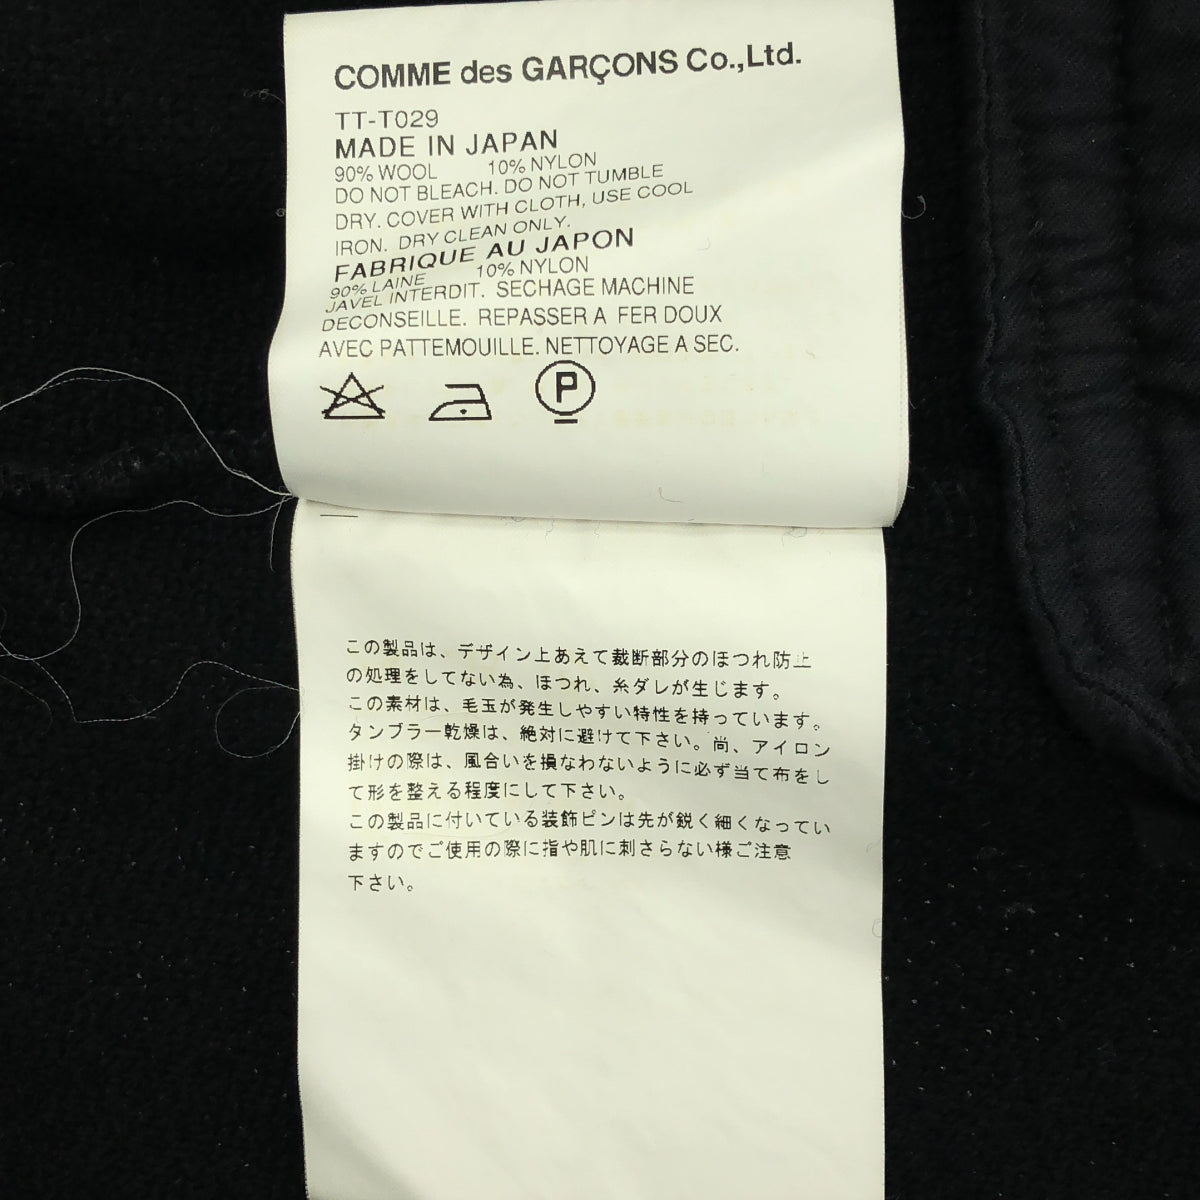 COMME des GARÇONS Co.,Ltd.
TT-T029
MADE IN JAPAN
90% WOOL 10% NYLON
DO NOT BLEACH. DO NOT TUMBLE
DRY. COVER WITH CLOTH, USE COOL
IRON. DRY CLEAN ONLY.
FABRIQUE AU JAPON
90% LAINE 10% NYLON
JAVEL INTERDIT. SECHAGE MACHINE
DECONSEILLE. REPASSER A FER DOUX
AVEC PATTEMOUILLE. NETTOYAGE A SEC.
P
この製品は、デザイン上あえて裁断部分のほつれ防止
の処理をしてない為、ほつれ、糸ダレが生じます。
この素材は、毛玉が発生しやすい特性を持っています。
タンブラー乾燥は、絶対に避けて下さい。尚、アイロン
掛けの際は、風合いを損なわないように必ず当て布をし
て形を整える程度にして下さい。
この製品に付いている装飾ピンは先が鋭く細くなってい
ますのでご使用の際に指や肌に刺さらない様ご注意
下さい。